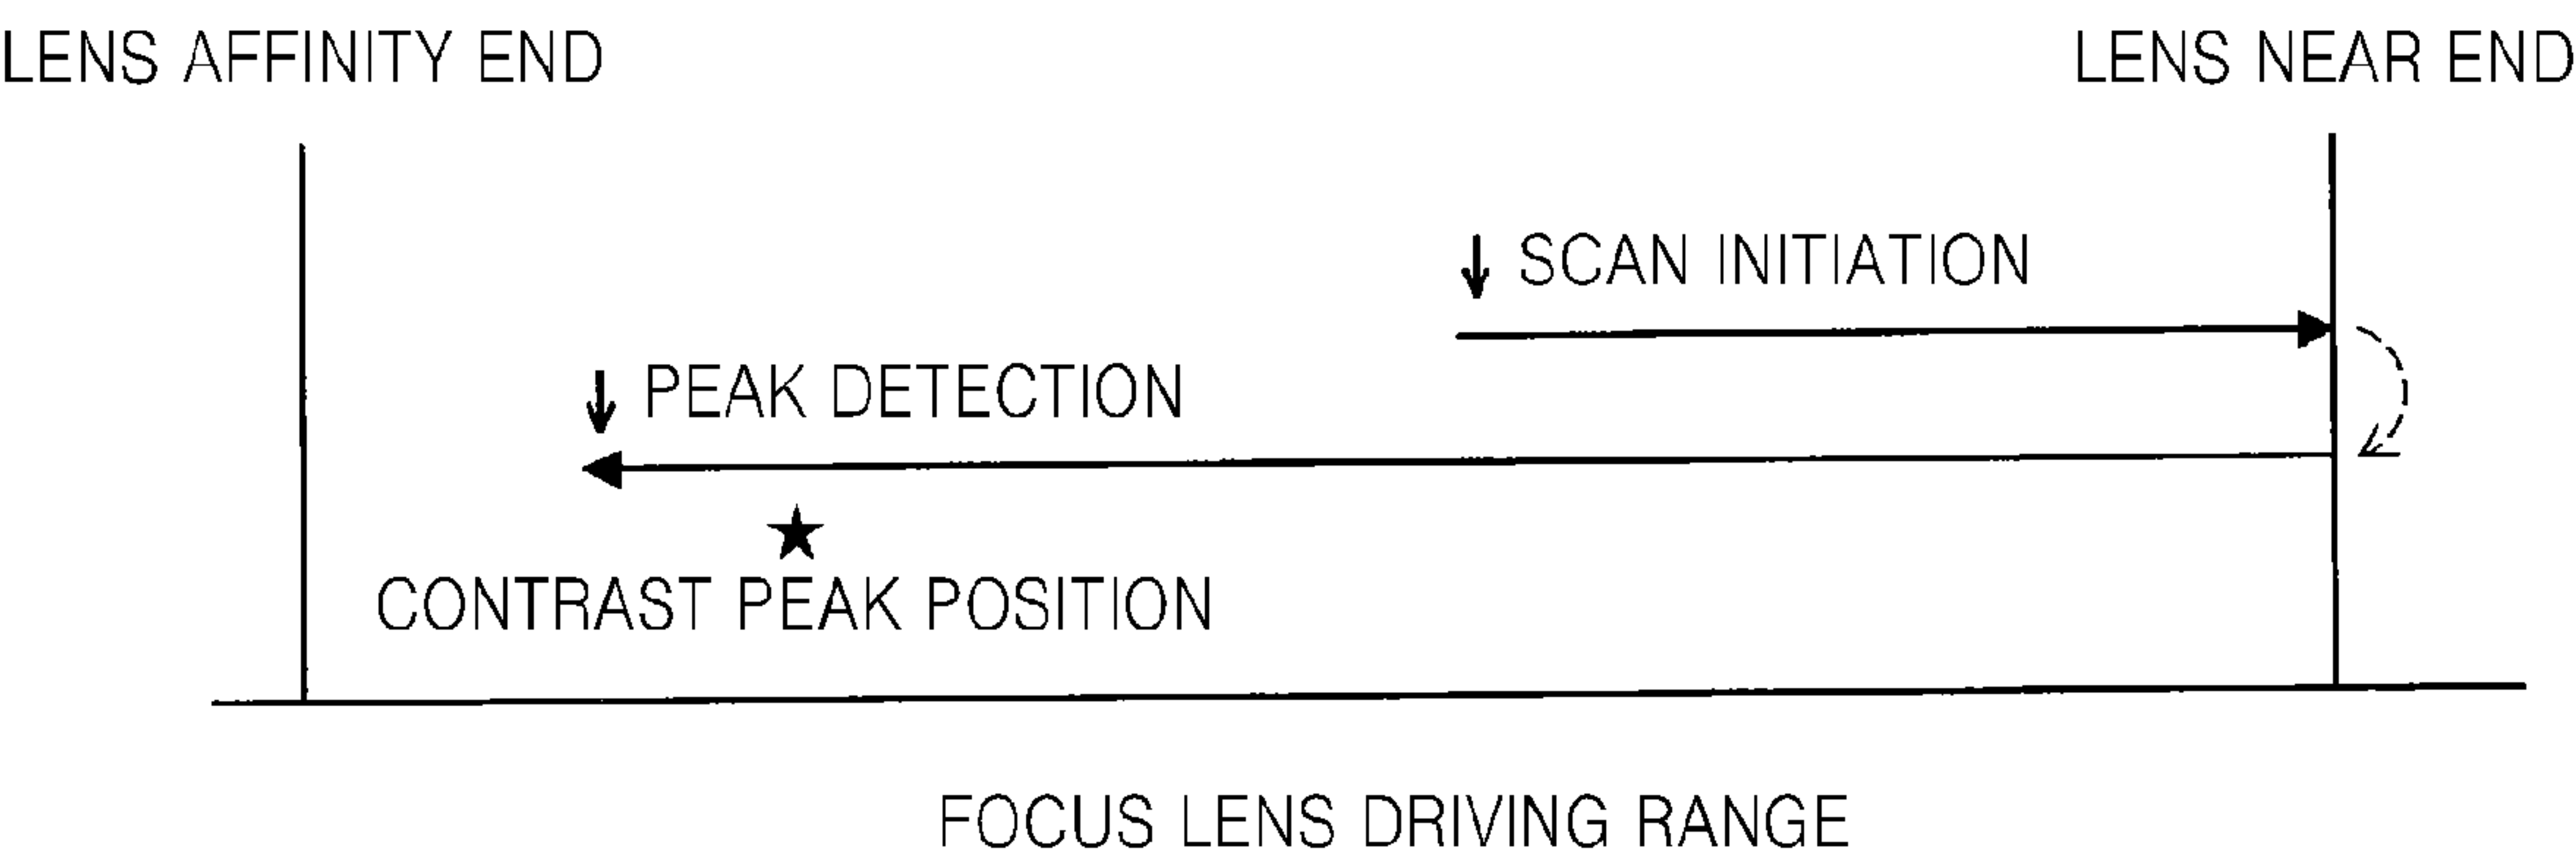 LENS AFFINITY END
LENS NEAR END
↓ SCAN INITIATION
↓ PEAK DETECTION
★
CONTRAST PEAK POSITION
FOCUS LENS DRIVING RANGE